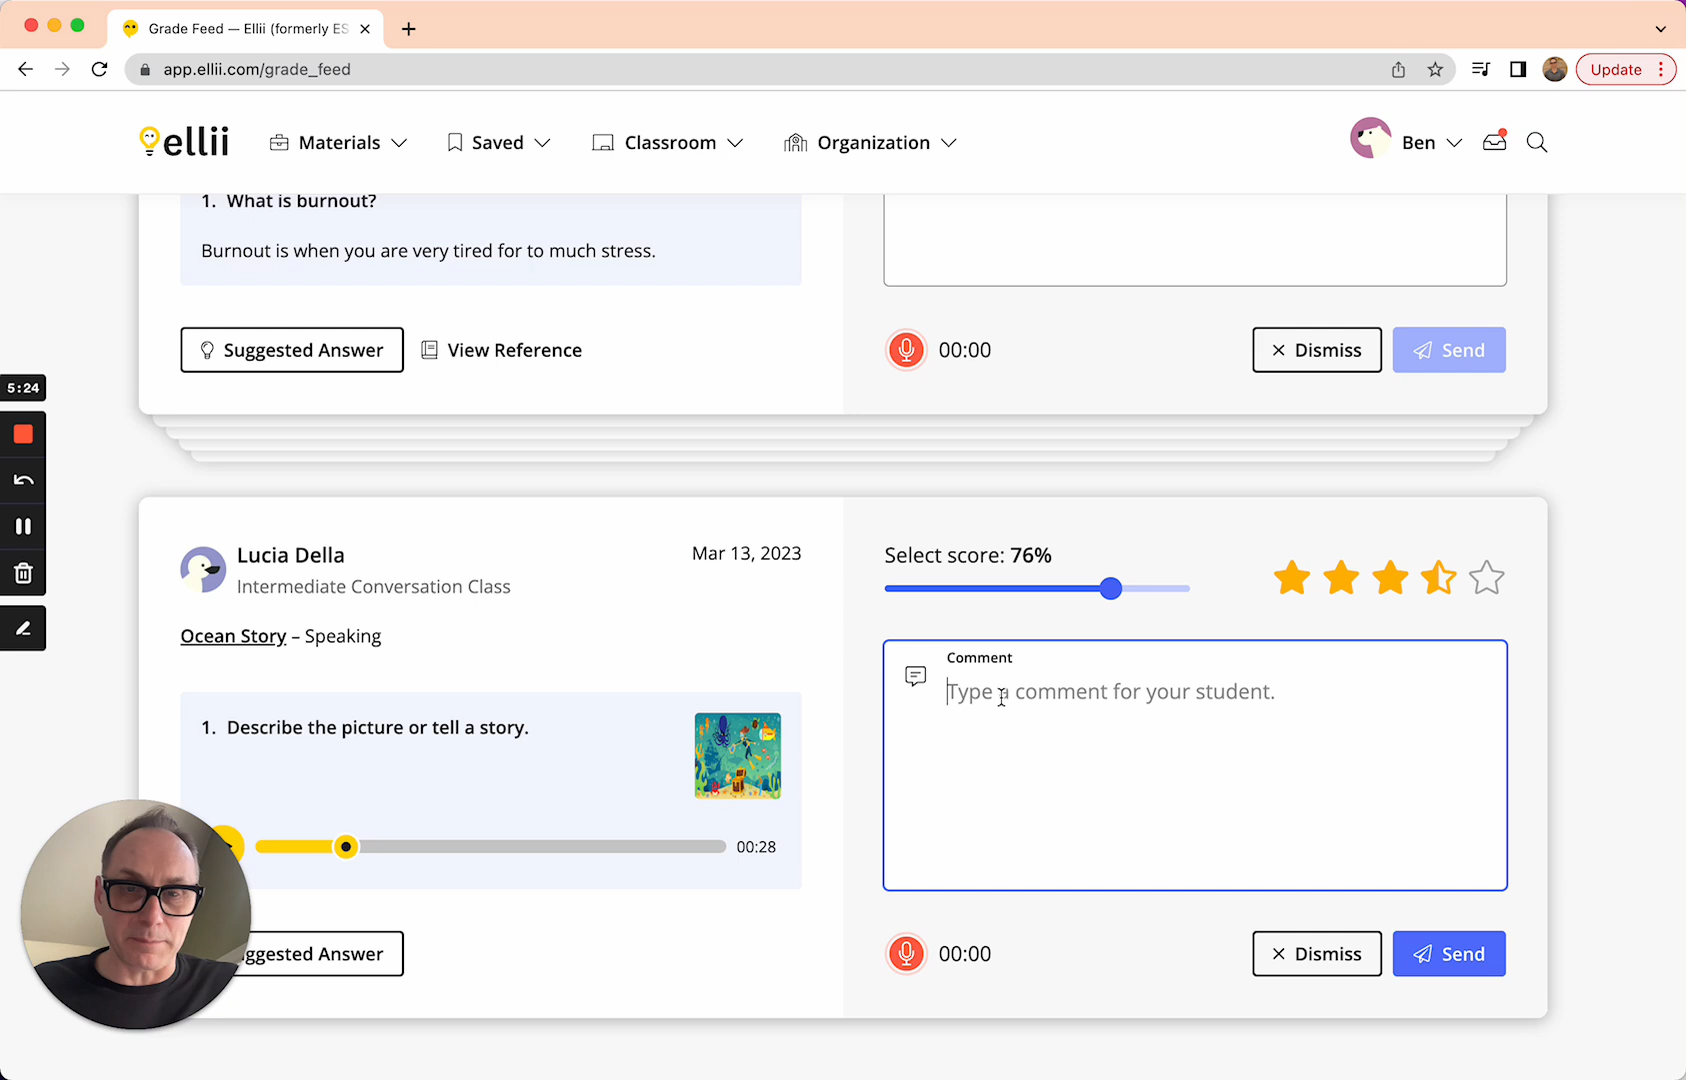 Grade Feed — Ellii (formerly ES
app.ellii.com/grade_feed
Update
ellii
Materials
Saved
Classroom
Organization
Ben
1. What is burnout?
Burnout is when you are very tired for to much stress.
Suggested Answer
View Reference
00:00
Dismiss
Send
5:24
Lucia Della
Intermediate Conversation Class
Mar 13, 2023
Ocean Story – Speaking
1. Describe the picture or tell a story.
00:28
ggested Answer
Select score: 76%
Comment
Type a comment for your student.
00:00
Dismiss
Send